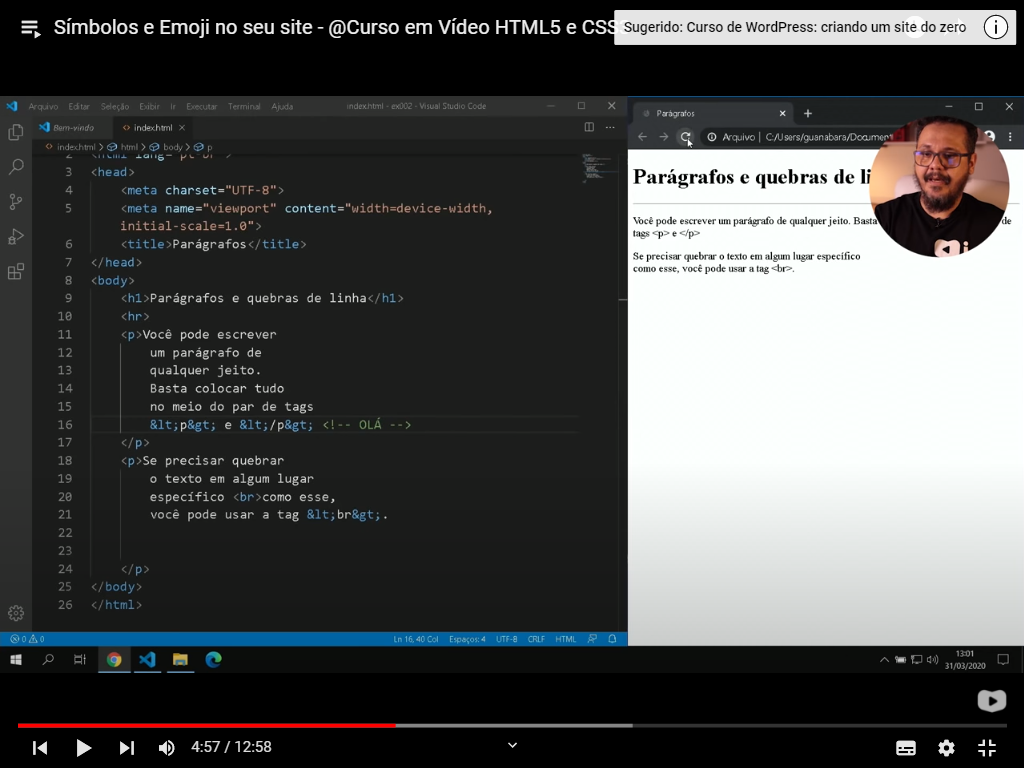 Símbolos e Emoji no seu site - @Curso em Vídeo HTML5 e CSS3
Sugerido: Curso de WordPress: criando um site do zero
Arquivo Editar Seleção Exibir Ir Executar Terminal Ajuda
index.html - ex002 - Visual Studio Code
Bem-vindo
index.html
index.html > html > body > p
2 <html lang="pt-br">
3 <head>
4 <meta charset="UTF-8">
5 <meta name="viewport" content="width=device-width,
initial-scale=1.0">
6 <title>Parágrafos</title>
7 </head>
8 <body>
9 <h1>Parágrafos e quebras de linha</h1>
10 <hr>
11 <p>Você pode escrever
12 um parágrafo de
13 qualquer jeito.
14 Basta colocar tudo
15 no meio do par de tags
16 &lt;p&gt; e &lt;/p&gt; <!-- OLÁ -->
17 </p>
18 <p>Se precisar quebrar
19 o texto em algum lugar
20 específico <br>como esse,
21 você pode usar a tag &lt;br&gt;.
22
23
24 </p>
25 </body>
26 </html>
0 0
Ln 16, 40 Col Espaços: 4 UTF-8 CRLF HTML
Parágrafos
Arquivo | C:/Users/guanabara/Document
Parágrafos e quebras de li
Você pode escrever um parágrafo de qualquer jeito. Basta de
tags <p> e </p>
Se precisar quebrar o texto em algum lugar específico
como esse, você pode usar a tag <br>.
13:01
31/03/2020
4:57 / 12:58